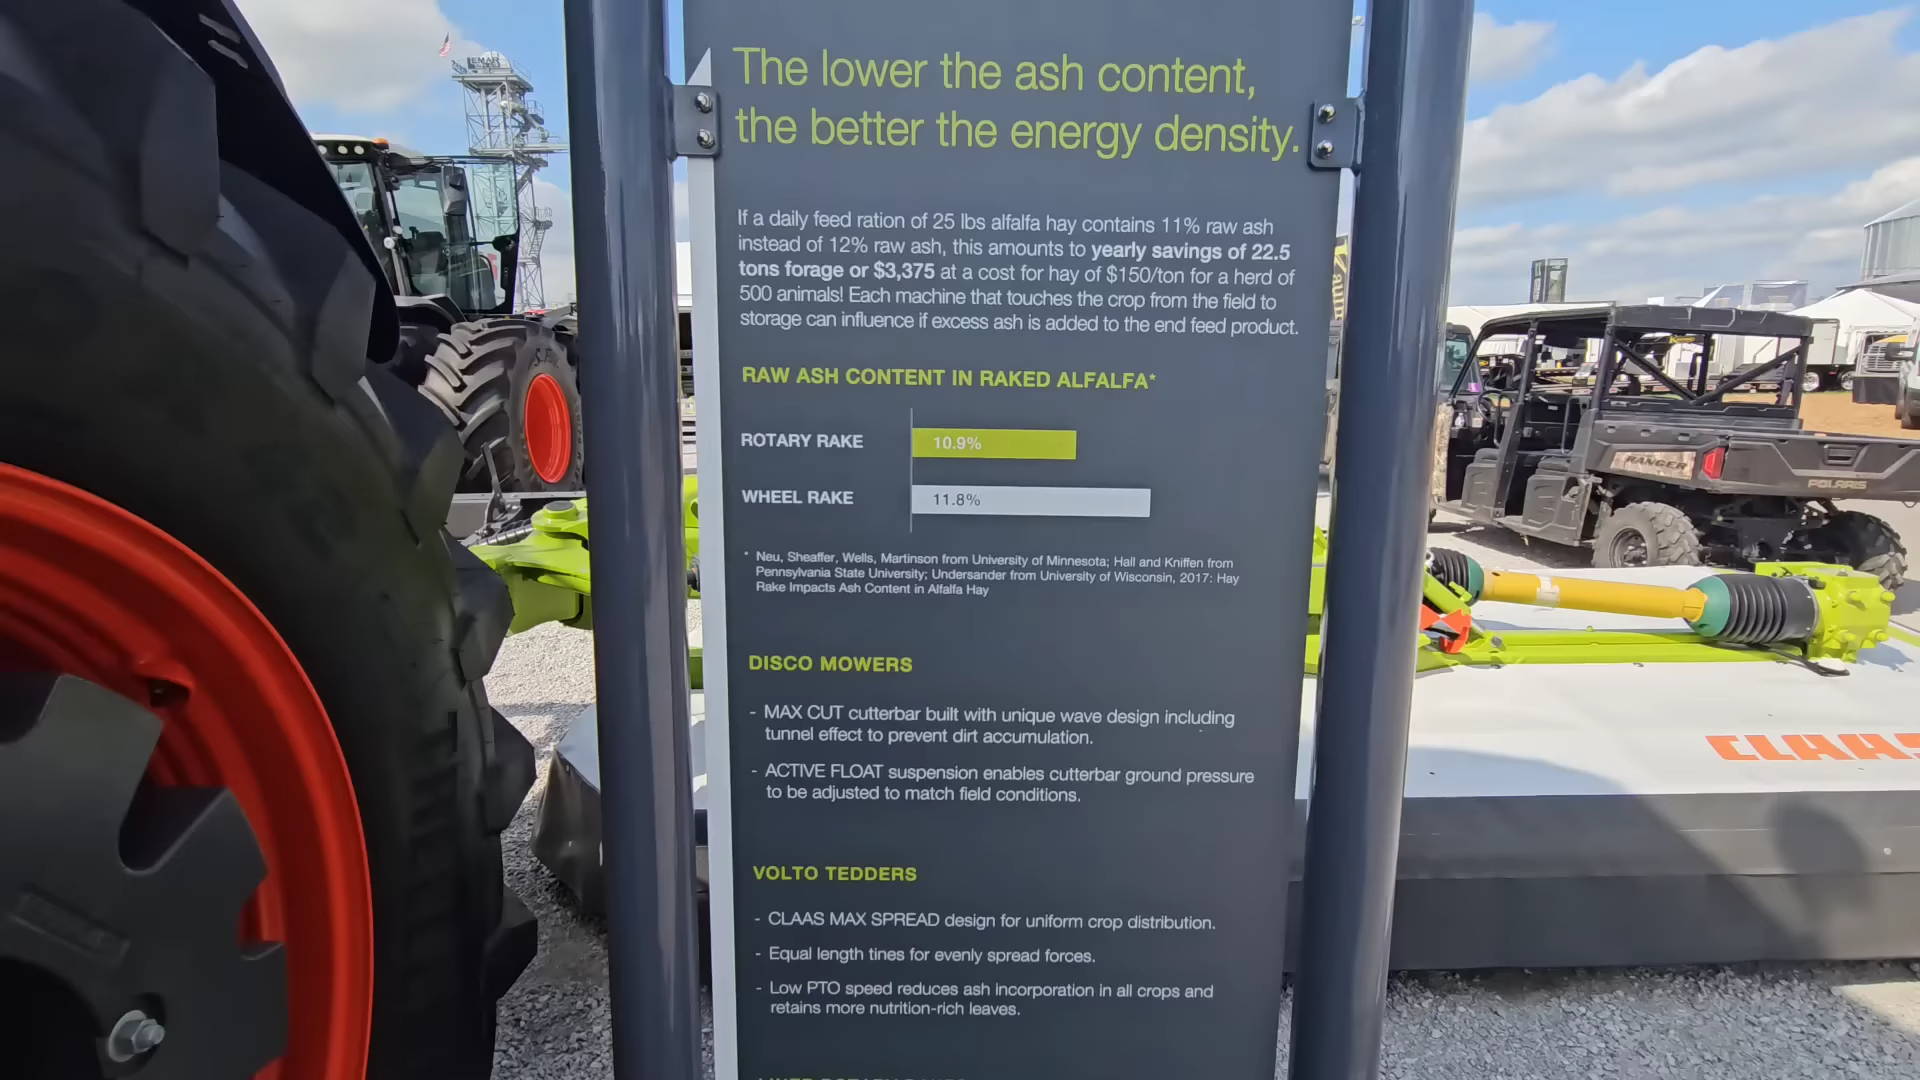 The lower the ash content,
the better the energy density.
If a daily feed ration of 25 lbs alfalfa hay contains 11% raw ash
instead of 12% raw ash, this amounts to yearly savings of 22.5
tons forage or $3,375 at a cost for hay of $150/ton for a herd of
500 animals! Each machine that touches the crop from the field to
storage can influence if excess ash is added to the end feed product.
RAW ASH CONTENT IN RAKED ALFALFA*
ROTARY RAKE 10.9%
WHEEL RAKE 11.8%
* Neu, Sheaffer, Wells, Martinson from University of Minnesota; Hall and Kniffen from
Pennsylvania State University; Undersander from University of Wisconsin, 2017: Hay
Rake Impacts Ash Content in Alfalfa Hay
DISCO MOWERS
- MAX CUT cutterbar built with unique wave design including
tunnel effect to prevent dirt accumulation.
- ACTIVE FLOAT suspension enables cutterbar ground pressure
to be adjusted to match field conditions.
VOLTO TEDDERS
- CLAAS MAX SPREAD design for uniform crop distribution.
- Equal length tines for evenly spread forces.
- Low PTO speed reduces ash incorporation in all crops and
retains more nutrition-rich leaves.
RANGER
POLARIS
CLAAS